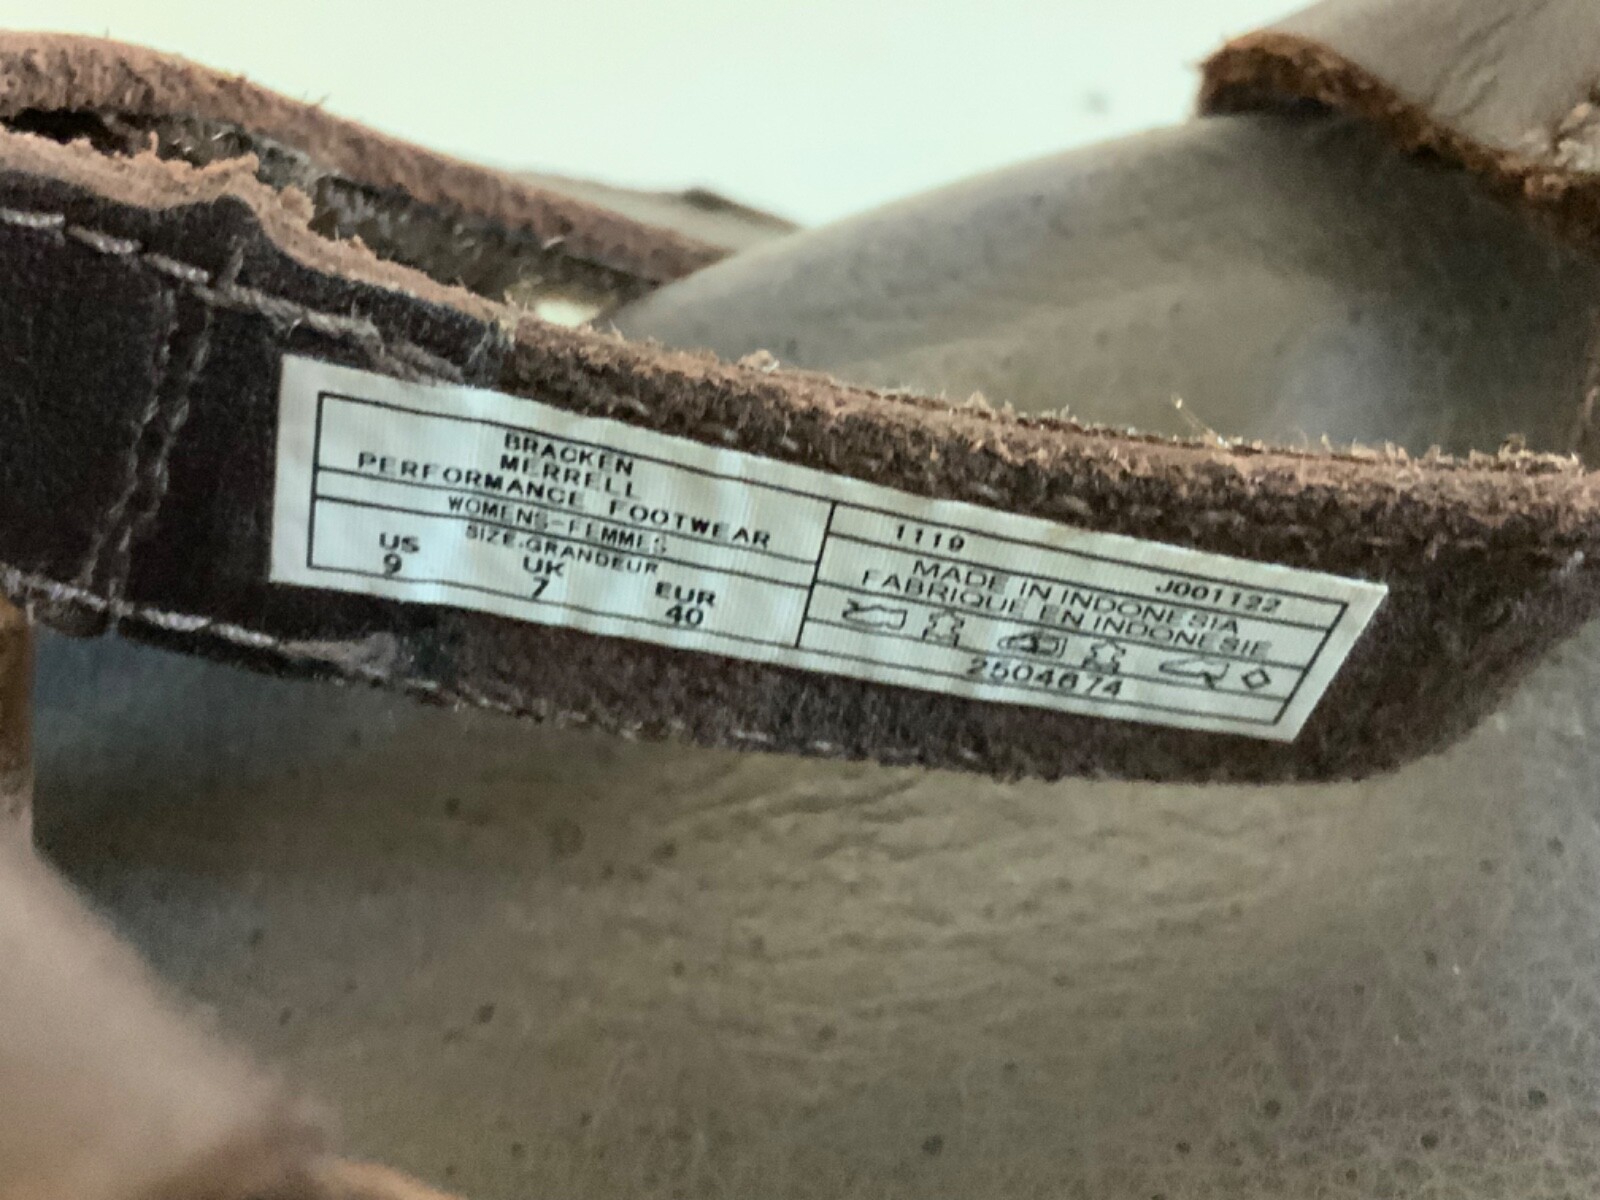 BRACKEN
MERRELL
PERFORMANCE FOOTWEAR
WOMENS-FEMMES
SIZE-GRANDEUR
US UK EUR
9 7 40
1119 J001122
MADE IN INDONESIA
FABRIQUE EN INDONESIE
2504674